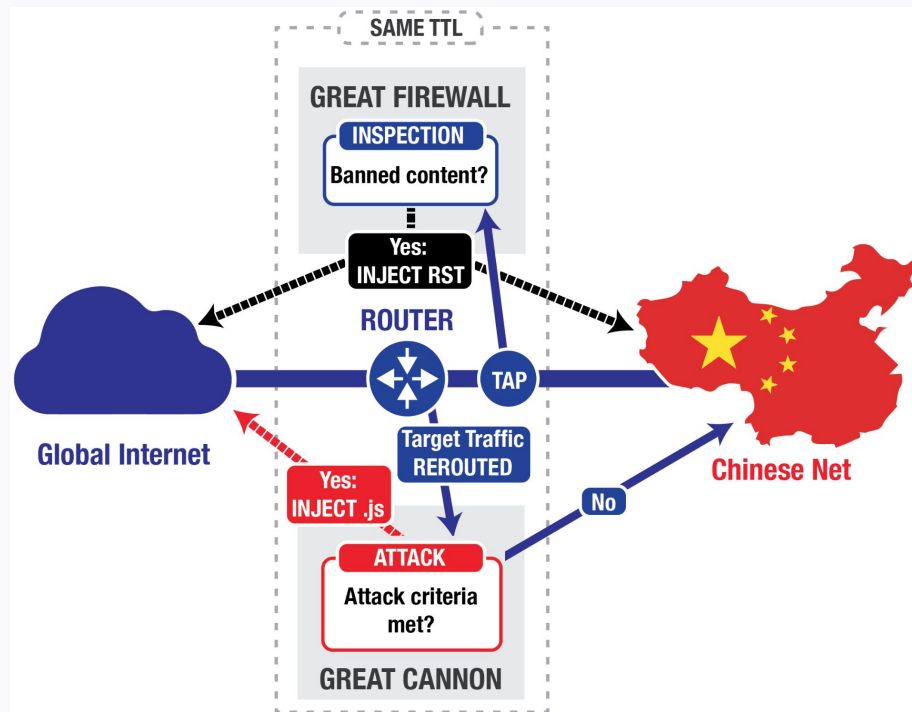 SAME TTL
GREAT FIREWALL
INSPECTION
Banned content?
Yes:
INJECT RST
ROUTER
TAP
Global Internet
Target Traffic
REROUTED
Chinese Net
Yes:
INJECT .js
No
ATTACK
Attack criteria
met?
GREAT CANNON